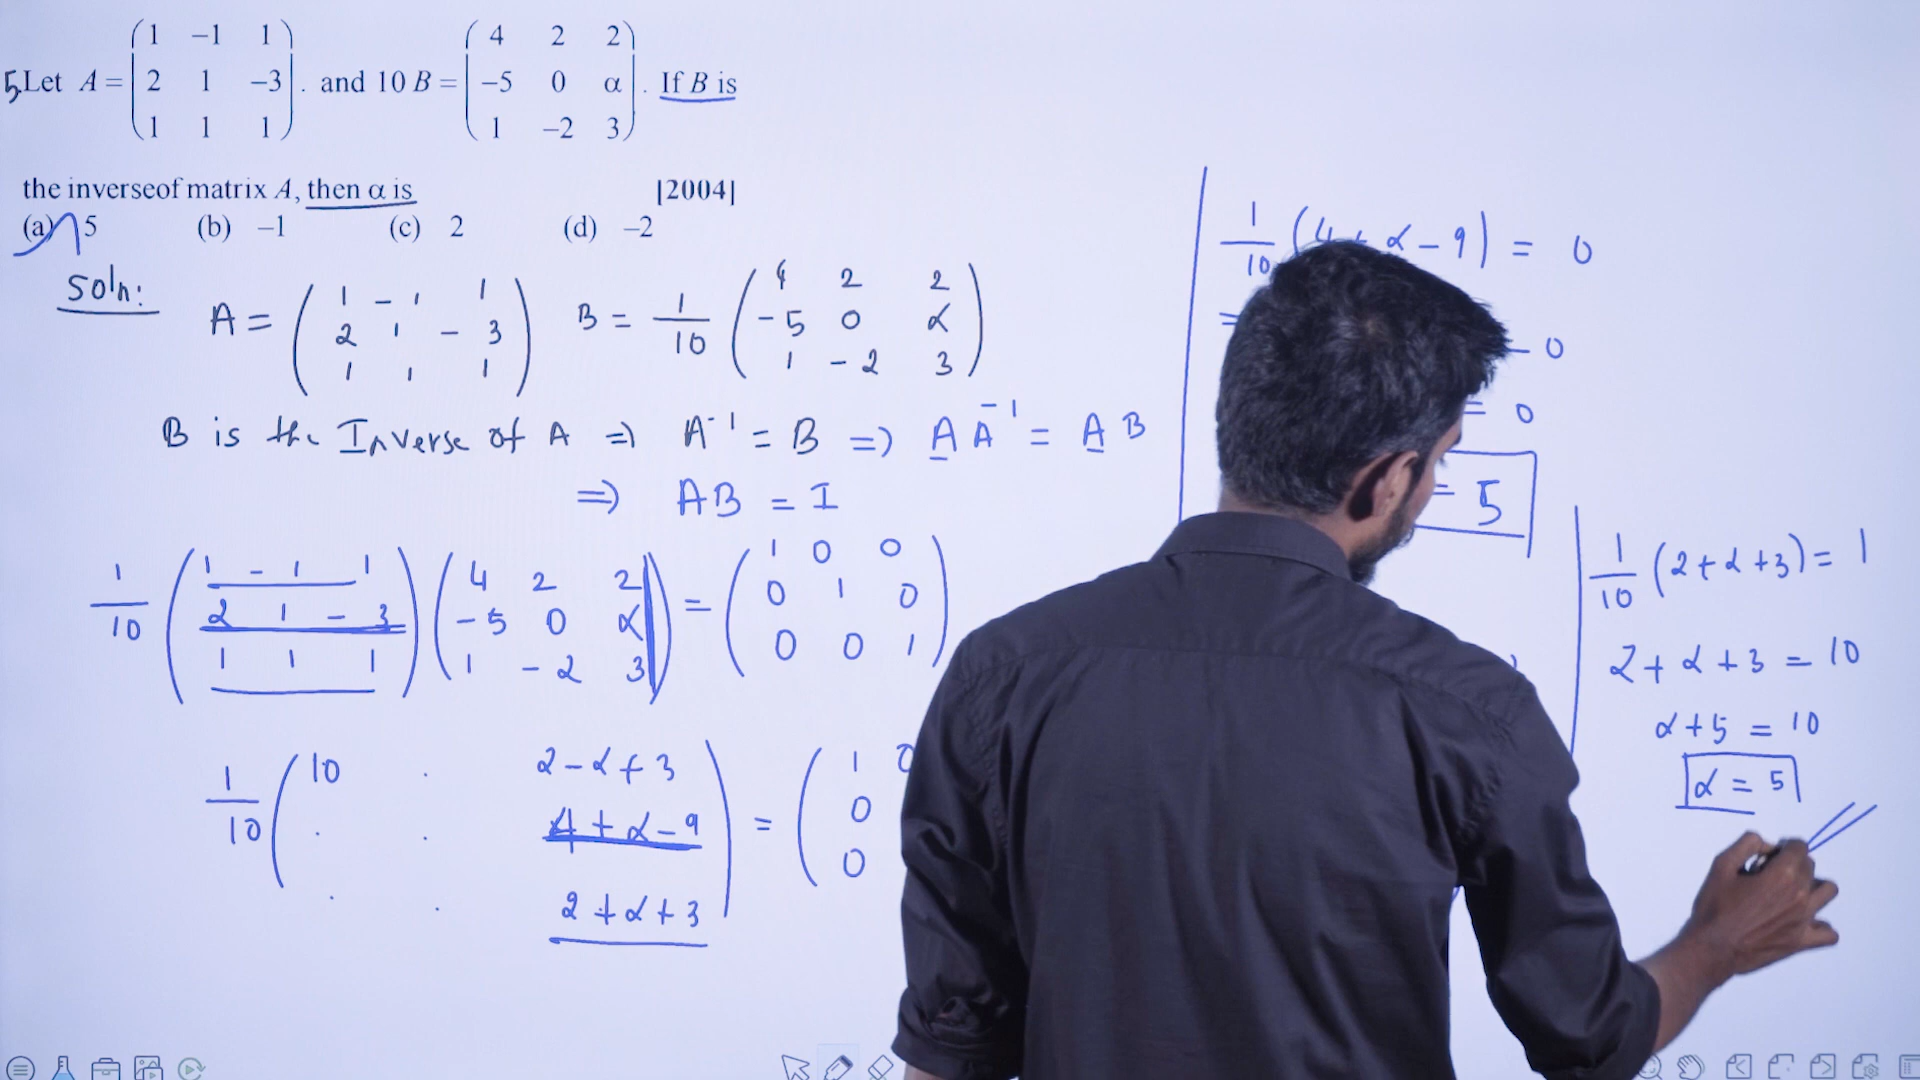 5. Let A = ( 1 −1 1 ; 2 1 −3 ; 1 1 1 ). and 10 B = ( 4 2 2 ; −5 0 α ; 1 −2 3 ). If B is
the inverseof matrix A, then α is [2004]
(a) 5 (b) −1 (c) 2 (d) −2
Soln:
A = ( 1 -1 1 ; 2 1 -3 ; 1 1 1 ) B = 1/10 ( 4 2 2 ; -5 0 α ; 1 -2 3 )
B is the Inverse of A ⇒ A⁻¹ = B ⇒ A A⁻¹ = A B
⇒ AB = I
1/10 ( 1 -1 1 ; 2 1 -3 ; 1 1 1 ) ( 4 2 2 ; -5 0 α ; 1 -2 3 ) = ( 1 0 0 ; 0 1 0 ; 0 0 1 )
1/10 ( 10 . 2-α+3 ; . . 4+α-9 ; . . 2+α+3 ) = ( 1 0 ; 0 ; 0
1/10 (4 + α - 9) = 0
=
0
= 0
= 5
1/10 (2+α+3) = 1
2+α+3 = 10
α+5 = 10
α = 5